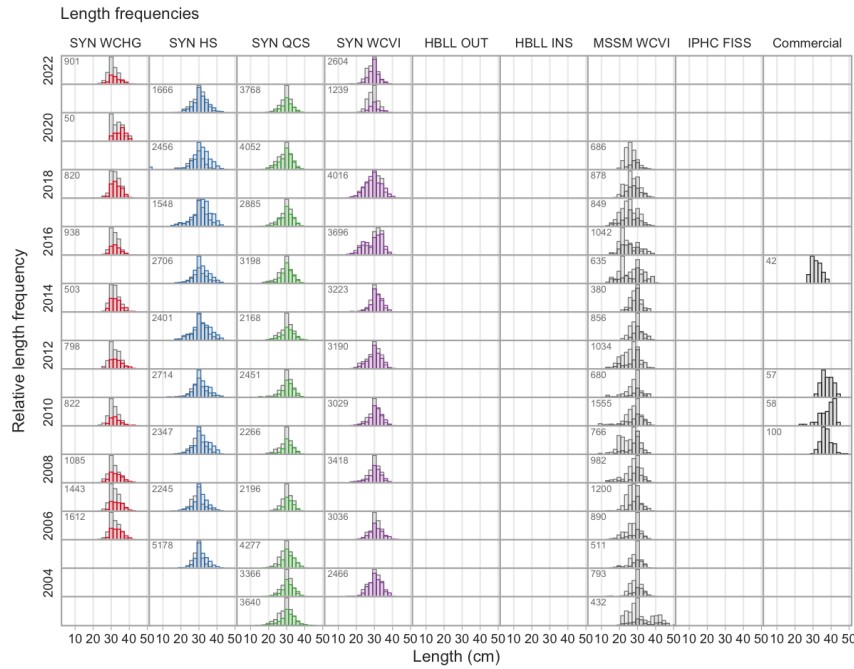 Length frequencies
SYN WCHG SYN HS SYN QCS SYN WCVI HBLL OUT HBLL INS MSSM WCVI IPHC FISS Commercial
Relative length frequency
2022 901 2604
1666 3768 1239
2020 50
2456 4052 686
2018 820 4016 878
1548 2885 849
2016 938 3696 1042
2706 3198 635 42
2014 503 3223 380
2401 2168 856
2012 798 3190 1034
2714 2451 680 57
2010 822 3029 1555 58
2347 2266 766 100
2008 1085 3418 982
1443 2245 2196 1200
2006 1612 3036 890
5178 4277 511
2004 3366 2466 793
3640 432
10 20 30 40 50 10 20 30 40 50 10 20 30 40 50 10 20 30 40 50 10 20 30 40 50 10 20 30 40 50 10 20 30 40 50 10 20 30 40 50 10 20 30 40 50
Length (cm)